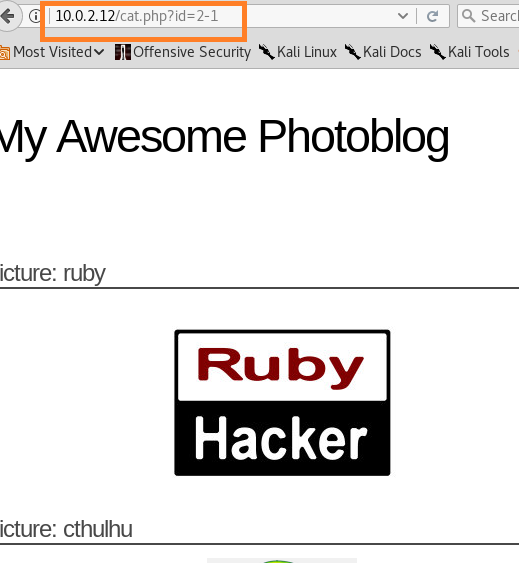 10.0.2.12/cat.php?id=2-1
Search
Most Visited Offensive Security Kali Linux Kali Docs Kali Tools
My Awesome Photoblog
icture: ruby
Ruby
Hacker
icture: cthulhu